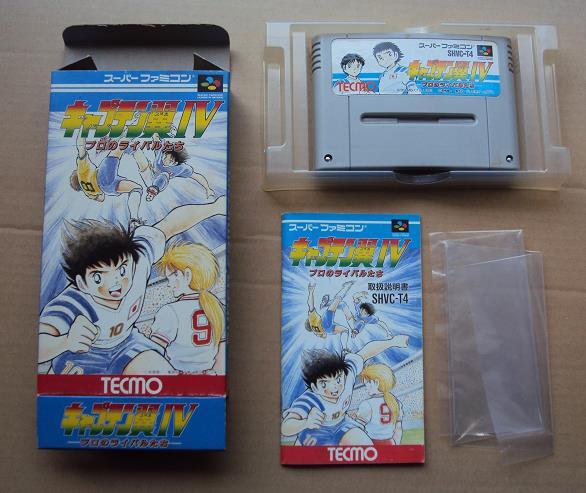 スーパーファミコン
キャプテン翼IV
プロのライバルたち
10
9
TECMO
キャプテン翼IV
プロのライバルたち
スーパーファミコン
SHVC-T4
キャプテン翼IV
プロのライバルたち
TECMO
スーパーファミコン
キャプテン翼IV
プロのライバルたち
取扱説明書
SHVC-T4
10
9
TECMO